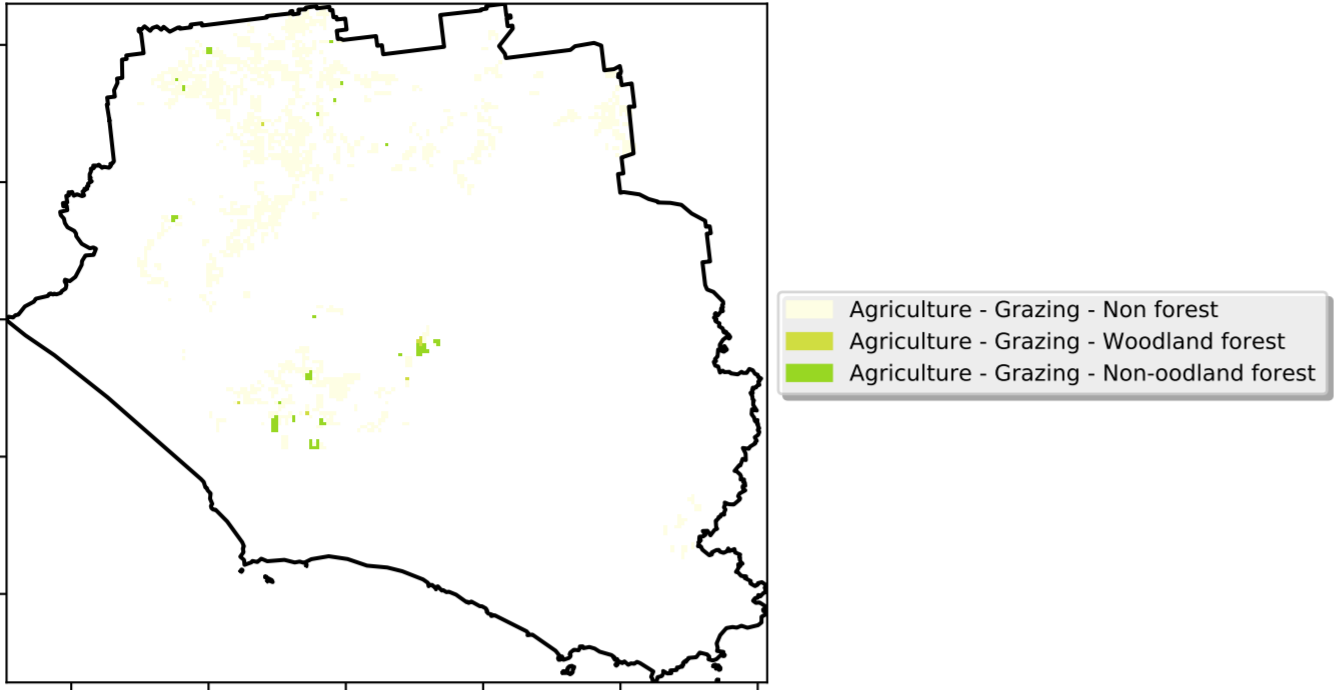 Agriculture - Grazing - Non forest
Agriculture - Grazing - Woodland forest
Agriculture - Grazing - Non-oodland forest